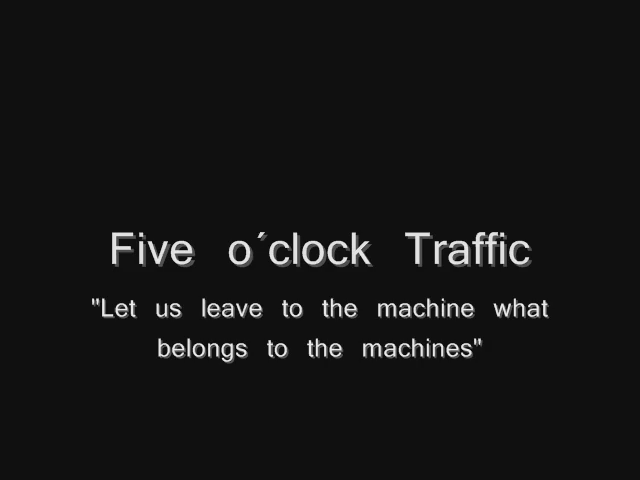 Five o´clock Traffic
"Let us leave to the machine what
belongs to the machines"